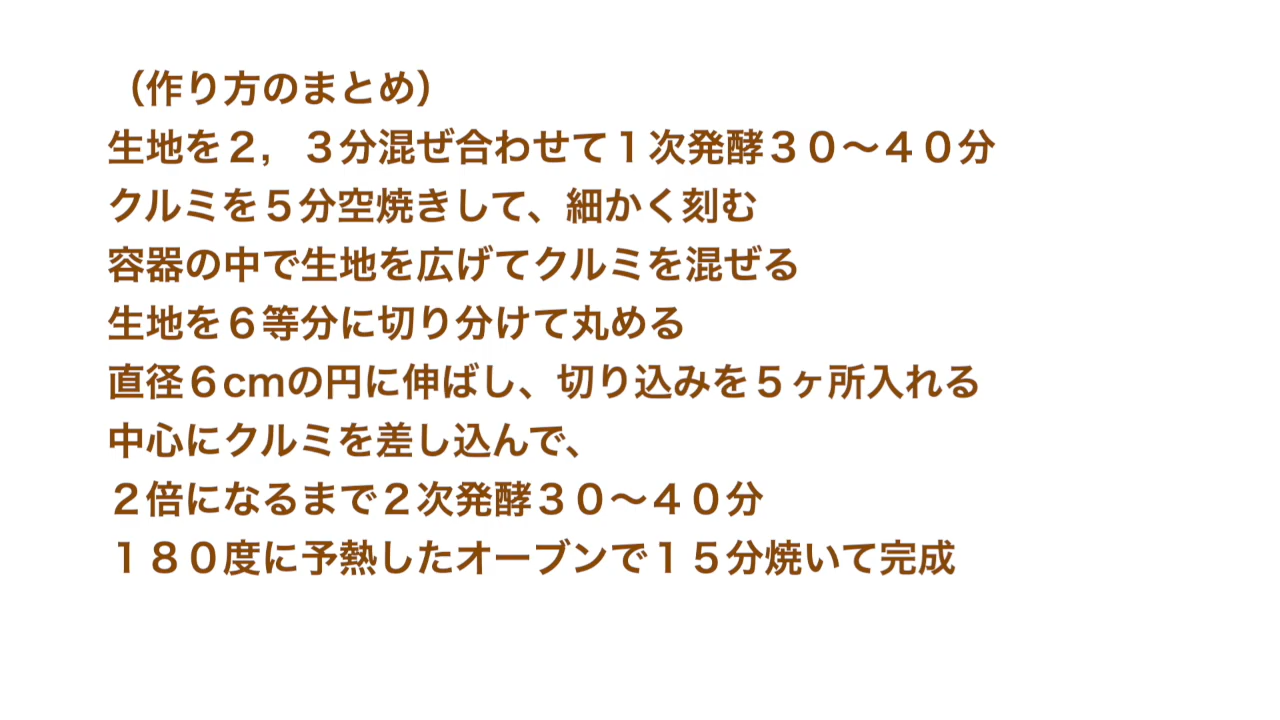 （作り方のまとめ）
生地を２，３分混ぜ合わせて１次発酵３０〜４０分
クルミを５分空焼きして、細かく刻む
容器の中で生地を広げてクルミを混ぜる
生地を６等分に切り分けて丸める
直径６cmの円に伸ばし、切り込みを５ヶ所入れる
中心にクルミを差し込んで、
２倍になるまで２次発酵３０〜４０分
１８０度に予熱したオーブンで１５分焼いて完成